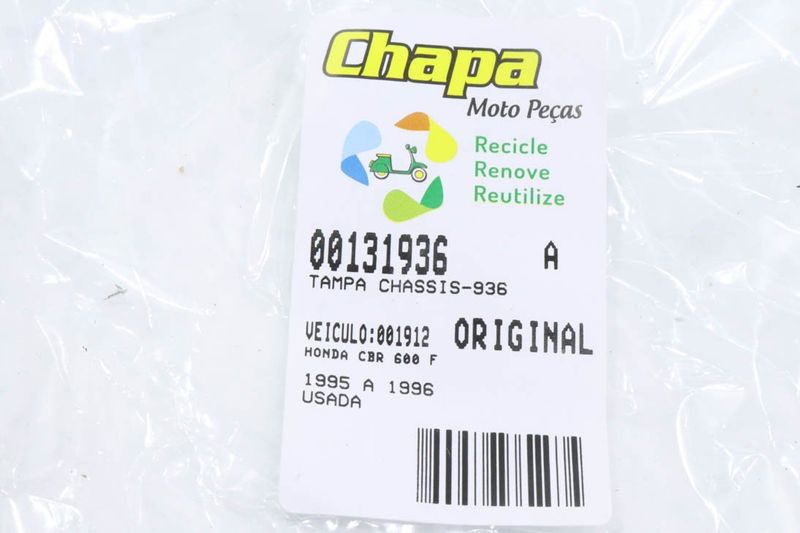 Chapa
Moto Peças
Recicle
Renove
Reutilize
00131936 A
TAMPA CHASSIS-936
VEICULO:001912 ORIGINAL
HONDA CBR 600 F
1995 A 1996
USADA